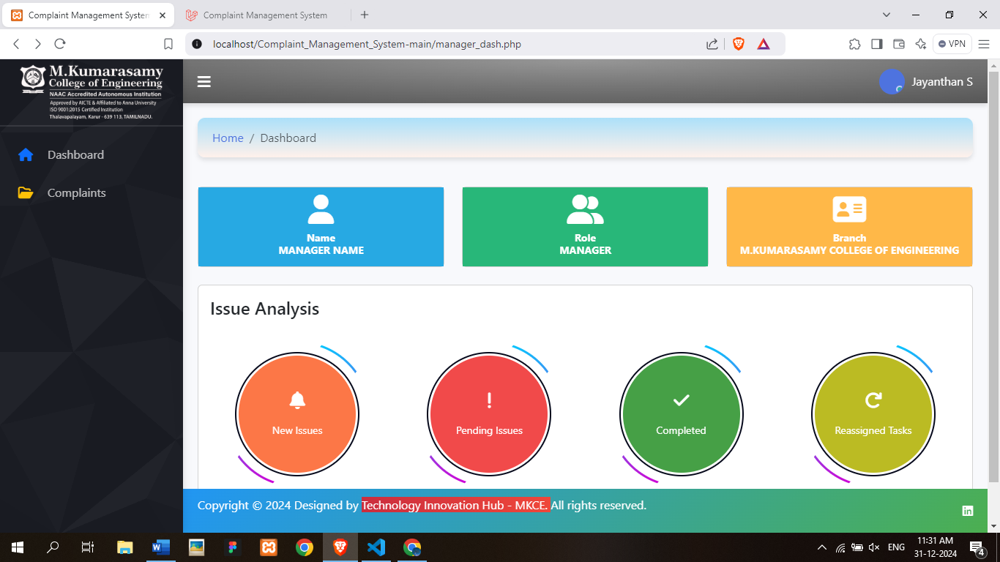 Complaint Management System
Complaint Management System
localhost/Complaint_Management_System-main/manager_dash.php
VPN
M.Kumarasamy
College of Engineering
NAAC Accredited Autonomous Institution
Approved by AICTE & Affiliated to Anna University
ISO 9001:2015 Certified Institution
Thalavapalayam, Karur - 639 113, TAMILNADU.
Jayanthan S
Dashboard
Complaints
Home / Dashboard
Name
MANAGER NAME
Role
MANAGER
Branch
M.KUMARASAMY COLLEGE OF ENGINEERING
Issue Analysis
New Issues
Pending Issues
Completed
Reassigned Tasks
Copyright © 2024 Designed by Technology Innovation Hub - MKCE. All rights reserved.
ENG
11:31 AM
31-12-2024
4